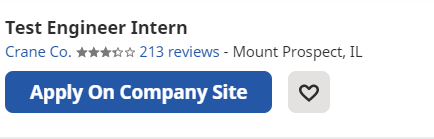 Test Engineer Intern
Crane Co. 213 reviews - Mount Prospect, IL
Apply On Company Site